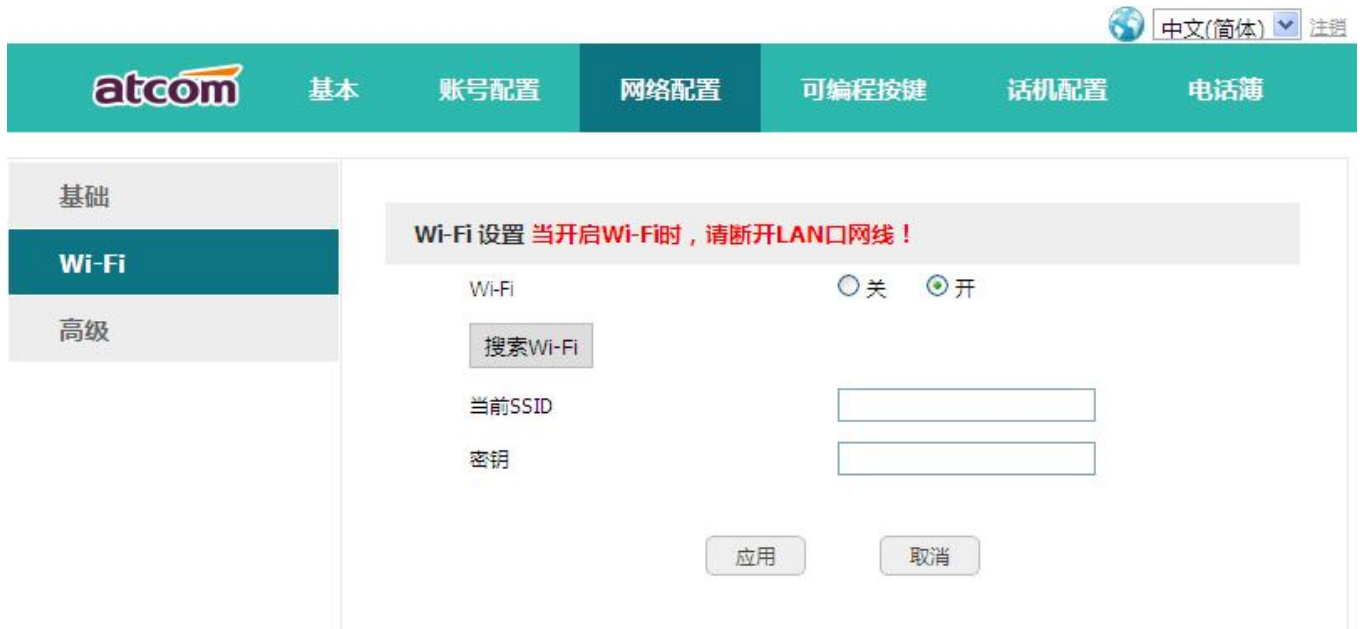 中文(简体) 注销
atcom 基本 账号配置 网络配置 可编程按键 话机配置 电话簿
基础
Wi-Fi
高级
Wi-Fi 设置 当开启Wi-Fi时，请断开LAN口网线！
Wi-Fi 关 开
搜索Wi-Fi
当前SSID
密钥
应用 取消